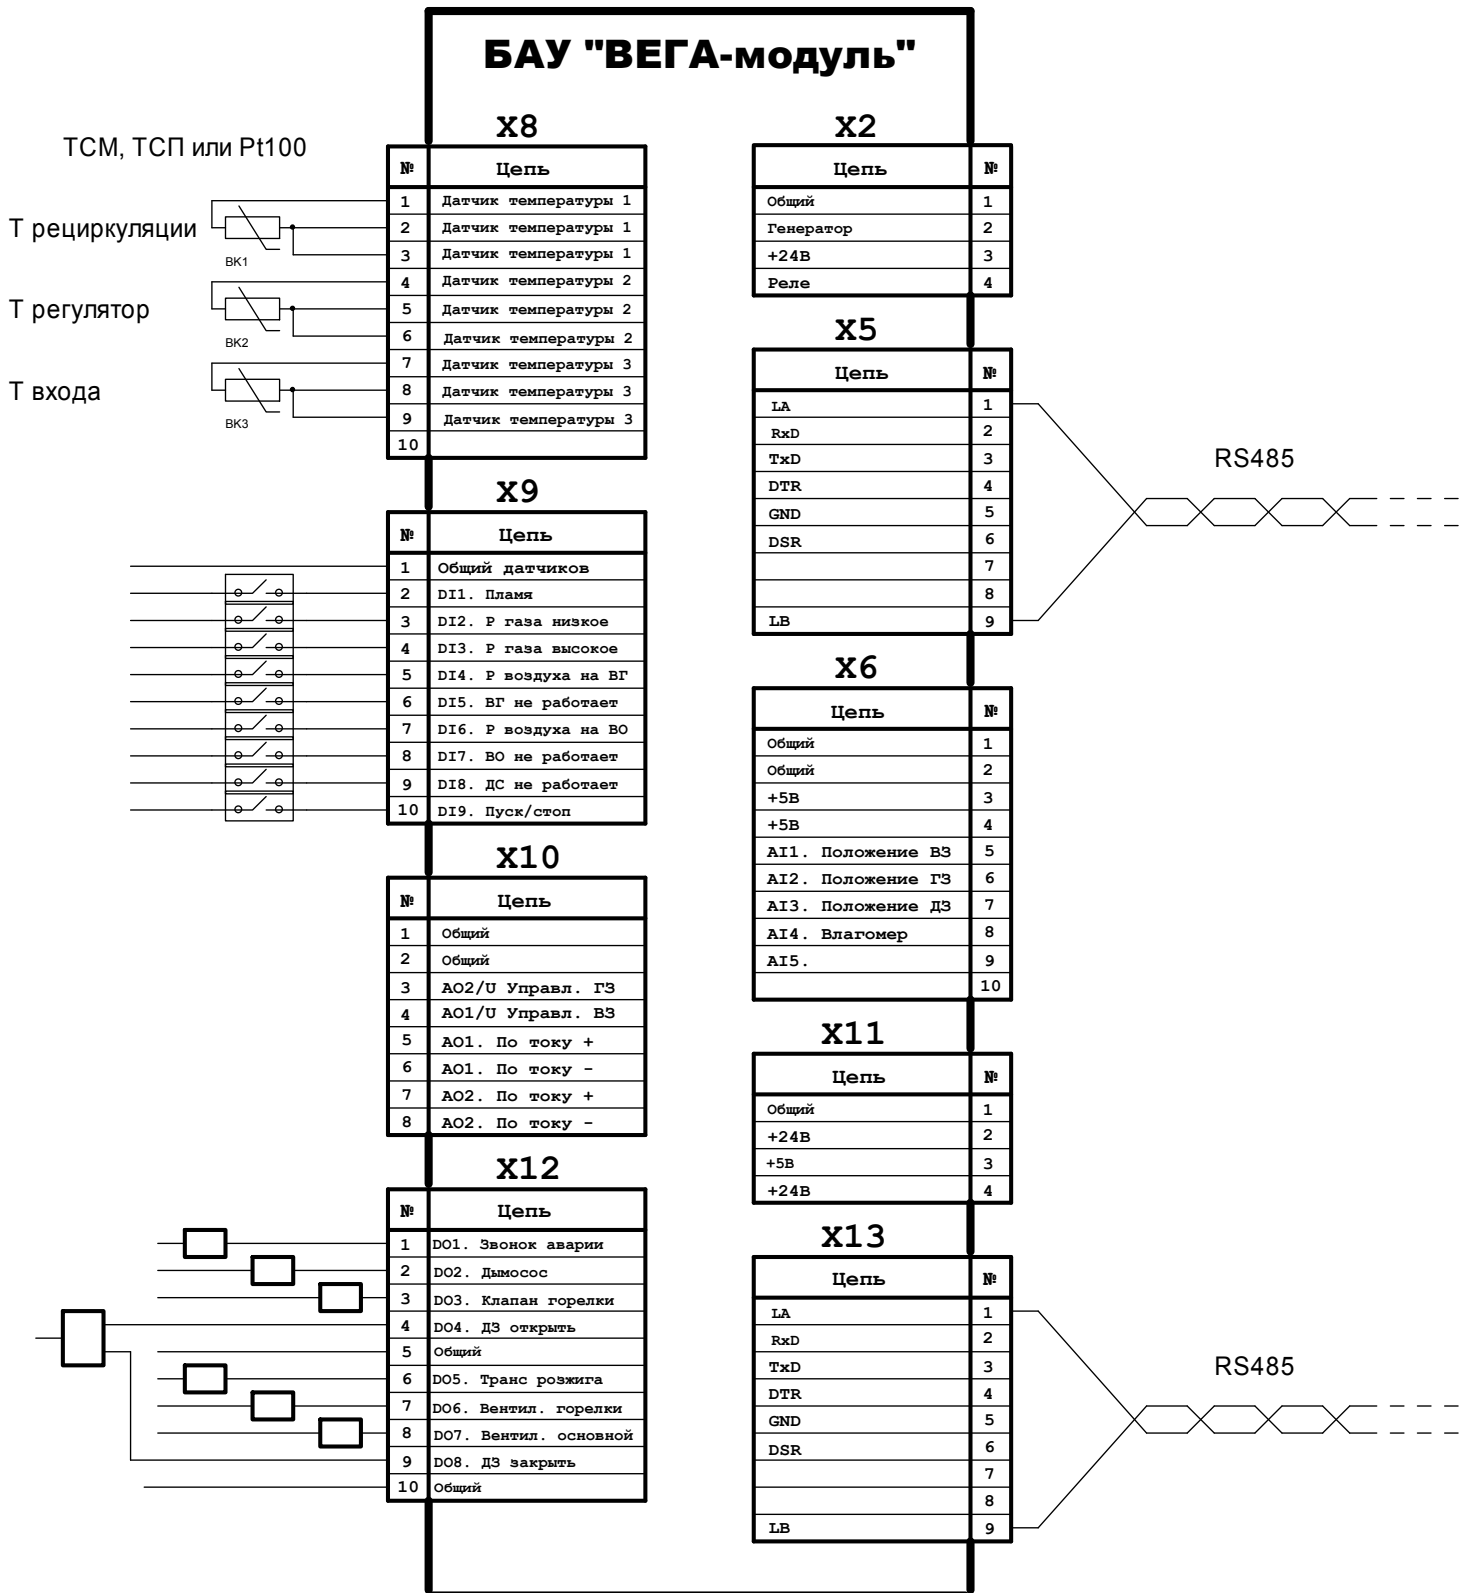 БАУ "ВЕГА-модуль"
ТСМ, ТСП или Pt100
Т рециркуляции
BK1
Т регулятор
BK2
Т входа
BK3
X8
№ Цепь
1 Датчик температуры 1
2 Датчик температуры 1
3 Датчик температуры 1
4 Датчик температуры 2
5 Датчик температуры 2
6 Датчик температуры 2
7 Датчик температуры 3
8 Датчик температуры 3
9 Датчик температуры 3
10
X9
№ Цепь
1 Общий датчиков
2 DI1. Пламя
3 DI2. Р газа низкое
4 DI3. Р газа высокое
5 DI4. Р воздуха на ВГ
6 DI5. ВГ не работает
7 DI6. Р воздуха на ВО
8 DI7. ВО не работает
9 DI8. ДС не работает
10 DI9. Пуск/стоп
X10
№ Цепь
1 Общий
2 Общий
3 AO2/U Управл. ГЗ
4 AO1/U Управл. ВЗ
5 AO1. По току +
6 AO1. По току -
7 AO2. По току +
8 AO2. По току -
X12
№ Цепь
1 DO1. Звонок аварии
2 DO2. Дымосос
3 DO3. Клапан горелки
4 DO4. ДЗ открыть
5 Общий
6 DO5. Транс розжига
7 DO6. Вентил. горелки
8 DO7. Вентил. основной
9 DO8. ДЗ закрыть
10 Общий
X2
Цепь №
Общий 1
Генератор 2
+24В 3
Реле 4
X5
Цепь №
LA 1
RxD 2
TxD 3
DTR 4
GND 5
DSR 6
7
8
LB 9
RS485
X6
Цепь №
Общий 1
Общий 2
+5В 3
+5В 4
AI1. Положение ВЗ 5
AI2. Положение ГЗ 6
AI3. Положение ДЗ 7
AI4. Влагомер 8
AI5. 9
10
X11
Цепь №
Общий 1
+24В 2
+5В 3
+24В 4
X13
Цепь №
LA 1
RxD 2
TxD 3
DTR 4
GND 5
DSR 6
7
8
LB 9
RS485